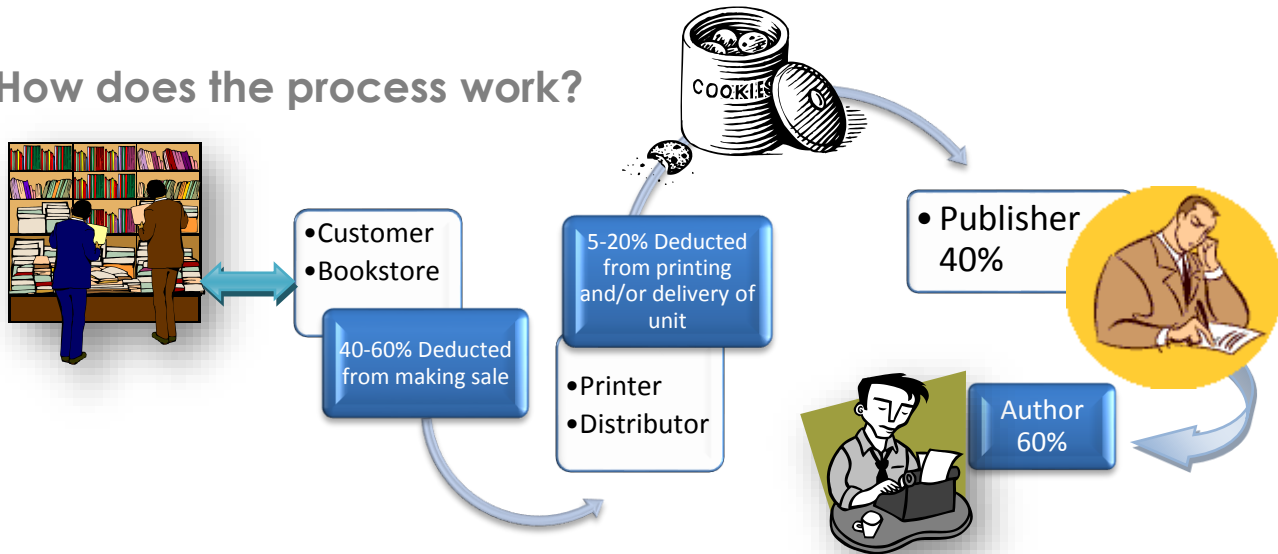 How does the process work?
COOKIES
•Customer
•Bookstore
40-60% Deducted
from making sale
5-20% Deducted
from printing
and/or delivery of
unit
•Printer
•Distributor
• Publisher
40%
Author
60%